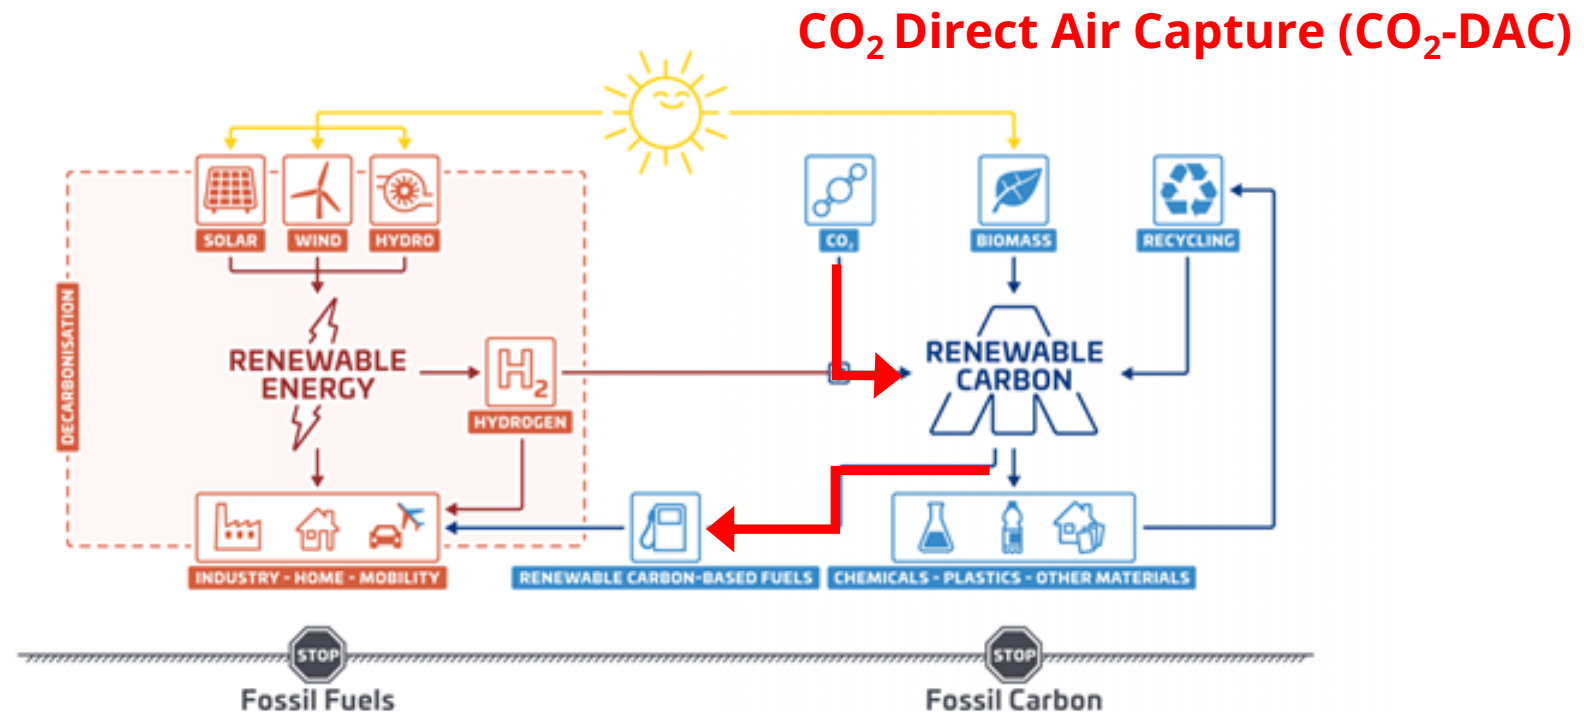 CO₂ Direct Air Capture (CO₂-DAC)
SOLAR
WIND
HYDRO
CO₂
BIOMASS
RECYCLING
DECARBONISATION
RENEWABLE
ENERGY
H₂
HYDROGEN
RENEWABLE
CARBON
INDUSTRY - HOME - MOBILITY
RENEWABLE CARBON-BASED FUELS
CHEMICALS - PLASTICS - OTHER MATERIALS
STOP
Fossil Fuels
STOP
Fossil Carbon